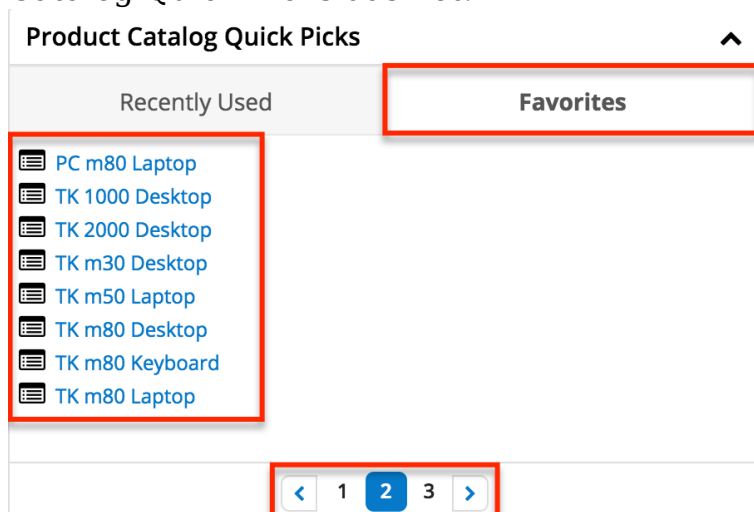 Product Catalog Quick Picks
Recently Used
Favorites
PC m80 Laptop
TK 1000 Desktop
TK 2000 Desktop
TK m30 Desktop
TK m50 Laptop
TK m80 Desktop
TK m80 Keyboard
TK m80 Laptop
1 2 3